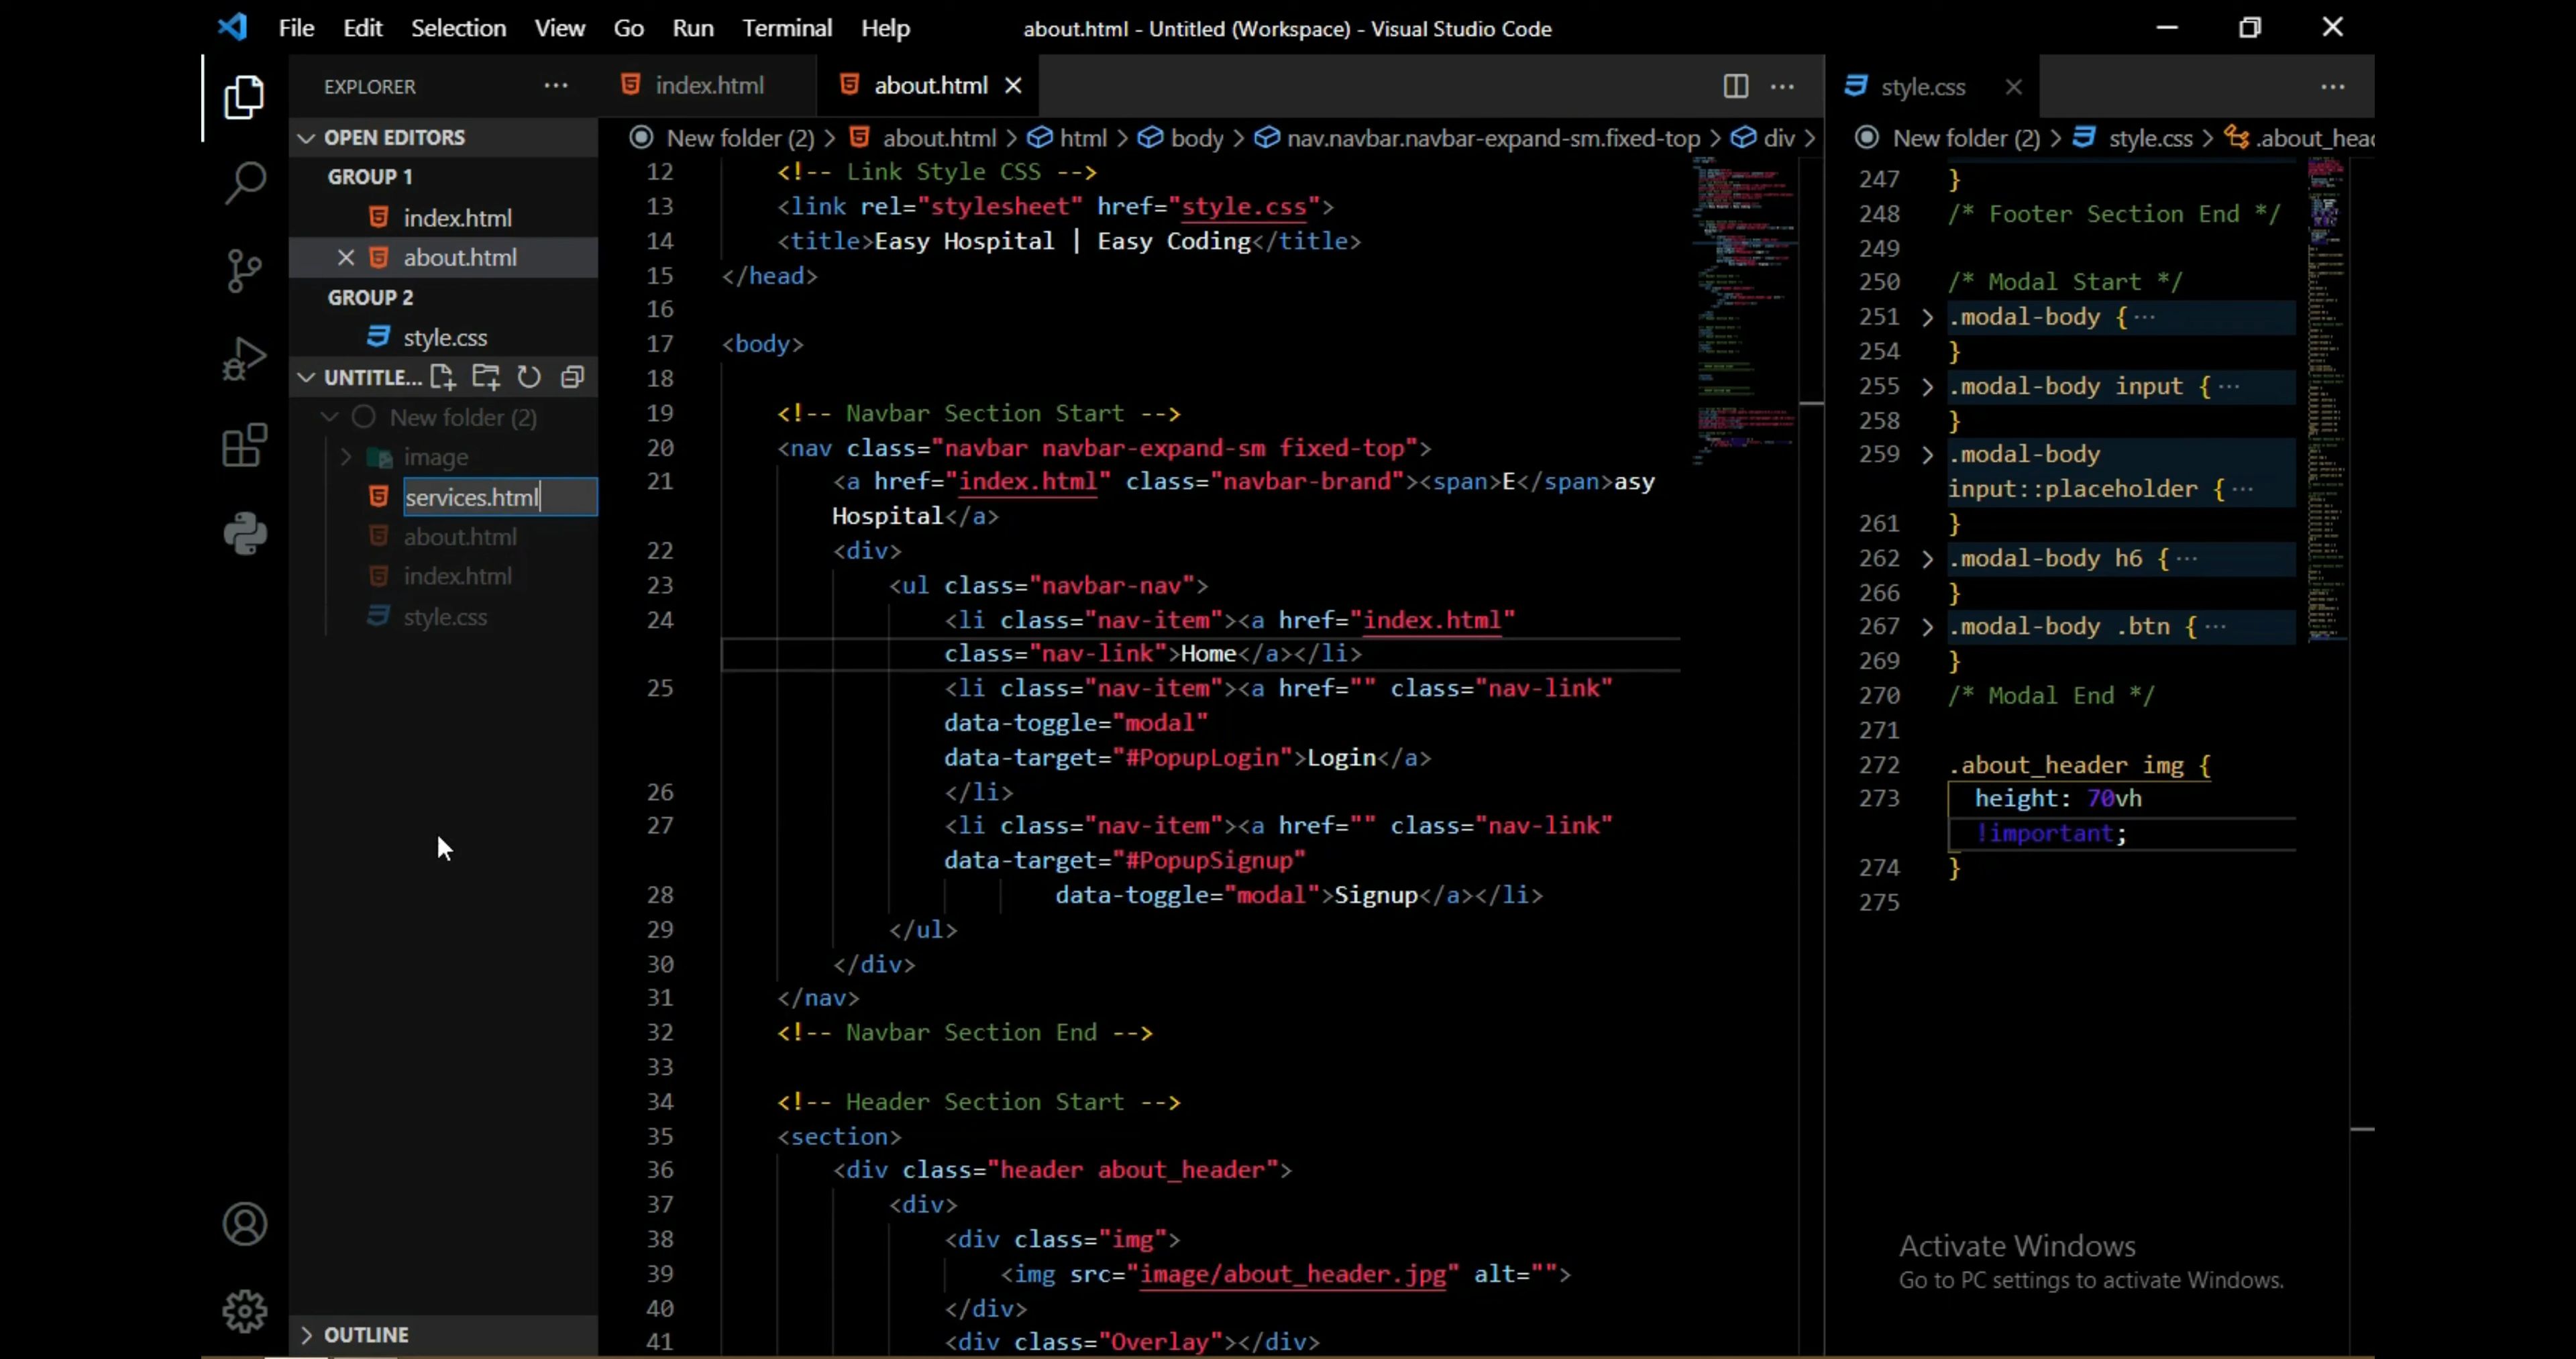 File Edit Selection View Go Run Terminal Help
about.html - Untitled (Workspace) - Visual Studio Code
EXPLORER
OPEN EDITORS
GROUP 1
index.html
about.html
GROUP 2
style.css
UNTITLE...
New folder (2)
image
services.html
about.html
index.html
style.css
OUTLINE
index.html
about.html
New folder (2) > about.html > html > body > nav.navbar.navbar-expand-sm.fixed-top > div >
12 <!-- Link Style CSS -->
13 <link rel="stylesheet" href="style.css">
14 <title>Easy Hospital | Easy Coding</title>
15 </head>
16
17 <body>
18
19 <!-- Navbar Section Start -->
20 <nav class="navbar navbar-expand-sm fixed-top">
21 <a href="index.html" class="navbar-brand"><span>E</span>asy
Hospital</a>
22 <div>
23 <ul class="navbar-nav">
24 <li class="nav-item"><a href="index.html"
class="nav-link">Home</a></li>
25 <li class="nav-item"><a href="" class="nav-link"
data-toggle="modal"
data-target="#PopupLogin">Login</a>
26 </li>
27 <li class="nav-item"><a href="" class="nav-link"
data-target="#PopupSignup"
28 data-toggle="modal">Signup</a></li>
29 </ul>
30 </div>
31 </nav>
32 <!-- Navbar Section End -->
33
34 <!-- Header Section Start -->
35 <section>
36 <div class="header about_header">
37 <div>
38 <div class="img">
39 <img src="image/about_header.jpg" alt="">
40 </div>
41 <div class="Overlay"></div>
style.css
New folder (2) > style.css > .about_hea
247 }
248 /* Footer Section End */
249
250 /* Modal Start */
251 .modal-body {...
254 }
255 .modal-body input {...
258 }
259 .modal-body
input::placeholder {...
261 }
262 .modal-body h6 {...
266 }
267 .modal-body .btn {...
269 }
270 /* Modal End */
271
272 .about_header img {
273 height: 70vh
!important;
274 }
275
Activate Windows
Go to PC settings to activate Windows.